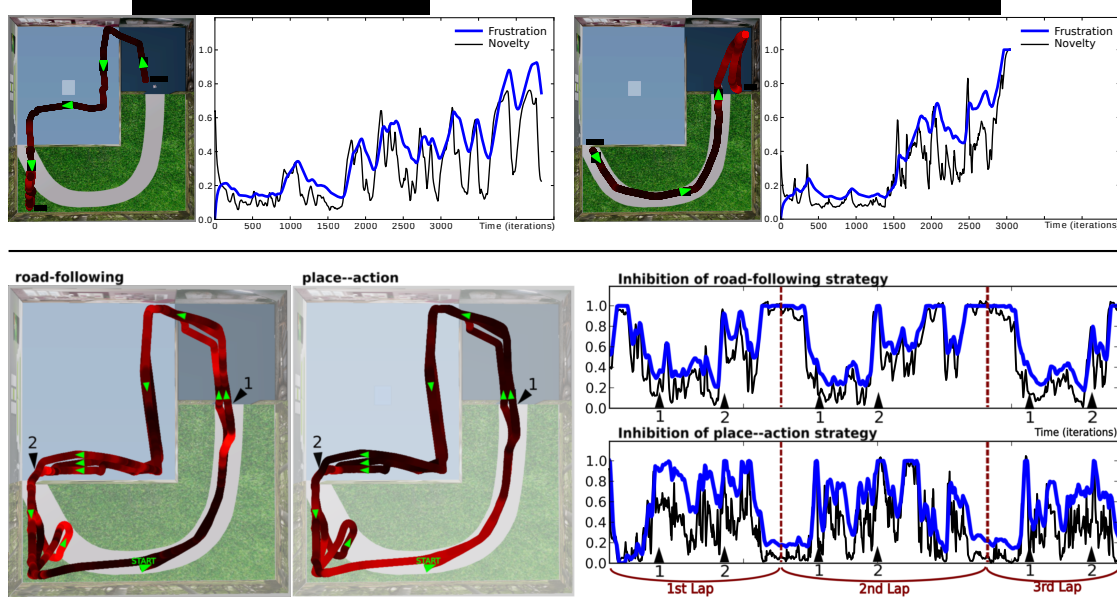 Frustration
Novelty
1.0
0.8
0.6
0.4
0.2
0.0
0 500 1000 1500 2000 2500 3000 Time (iterations)
Frustration
Novelty
1.0
0.8
0.6
0.4
0.2
0.0
0 500 1000 1500 2000 2500 3000 Time (iterations)
road-following
place--action
1
2
START
1
2
START
Inhibition of road-following strategy
1.0
0.8
0.6
0.4
0.2
0.0
1 2 1 2 1 2
Time (iterations)
Inhibition of place--action strategy
1.0
0.8
0.6
0.4
0.2
0.0
1 2 1 2 1 2
1st Lap 2nd Lap 3rd Lap